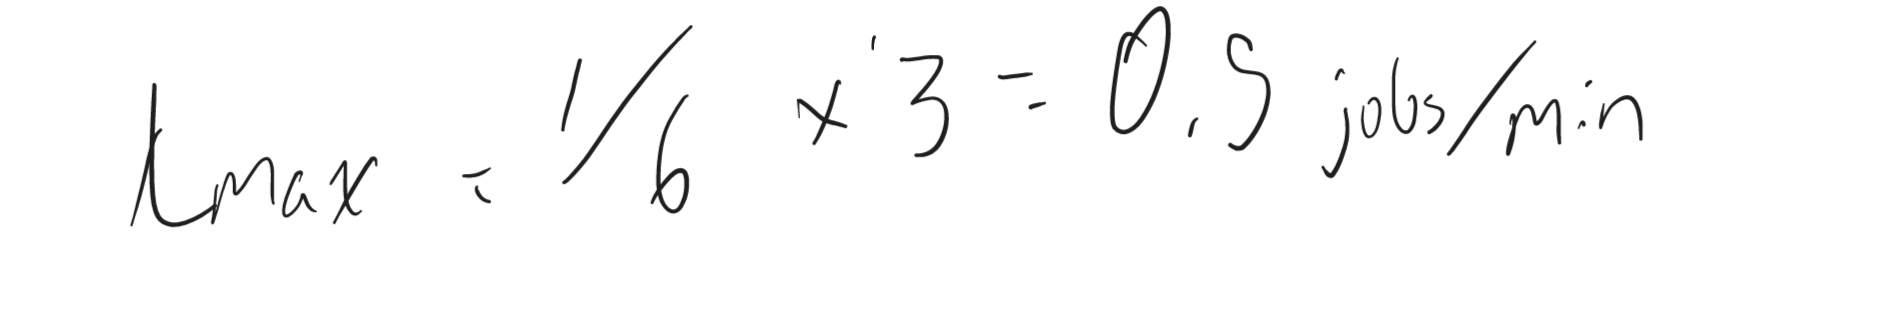 λmax = 1/6 x 3 = 0.5 jobs/min